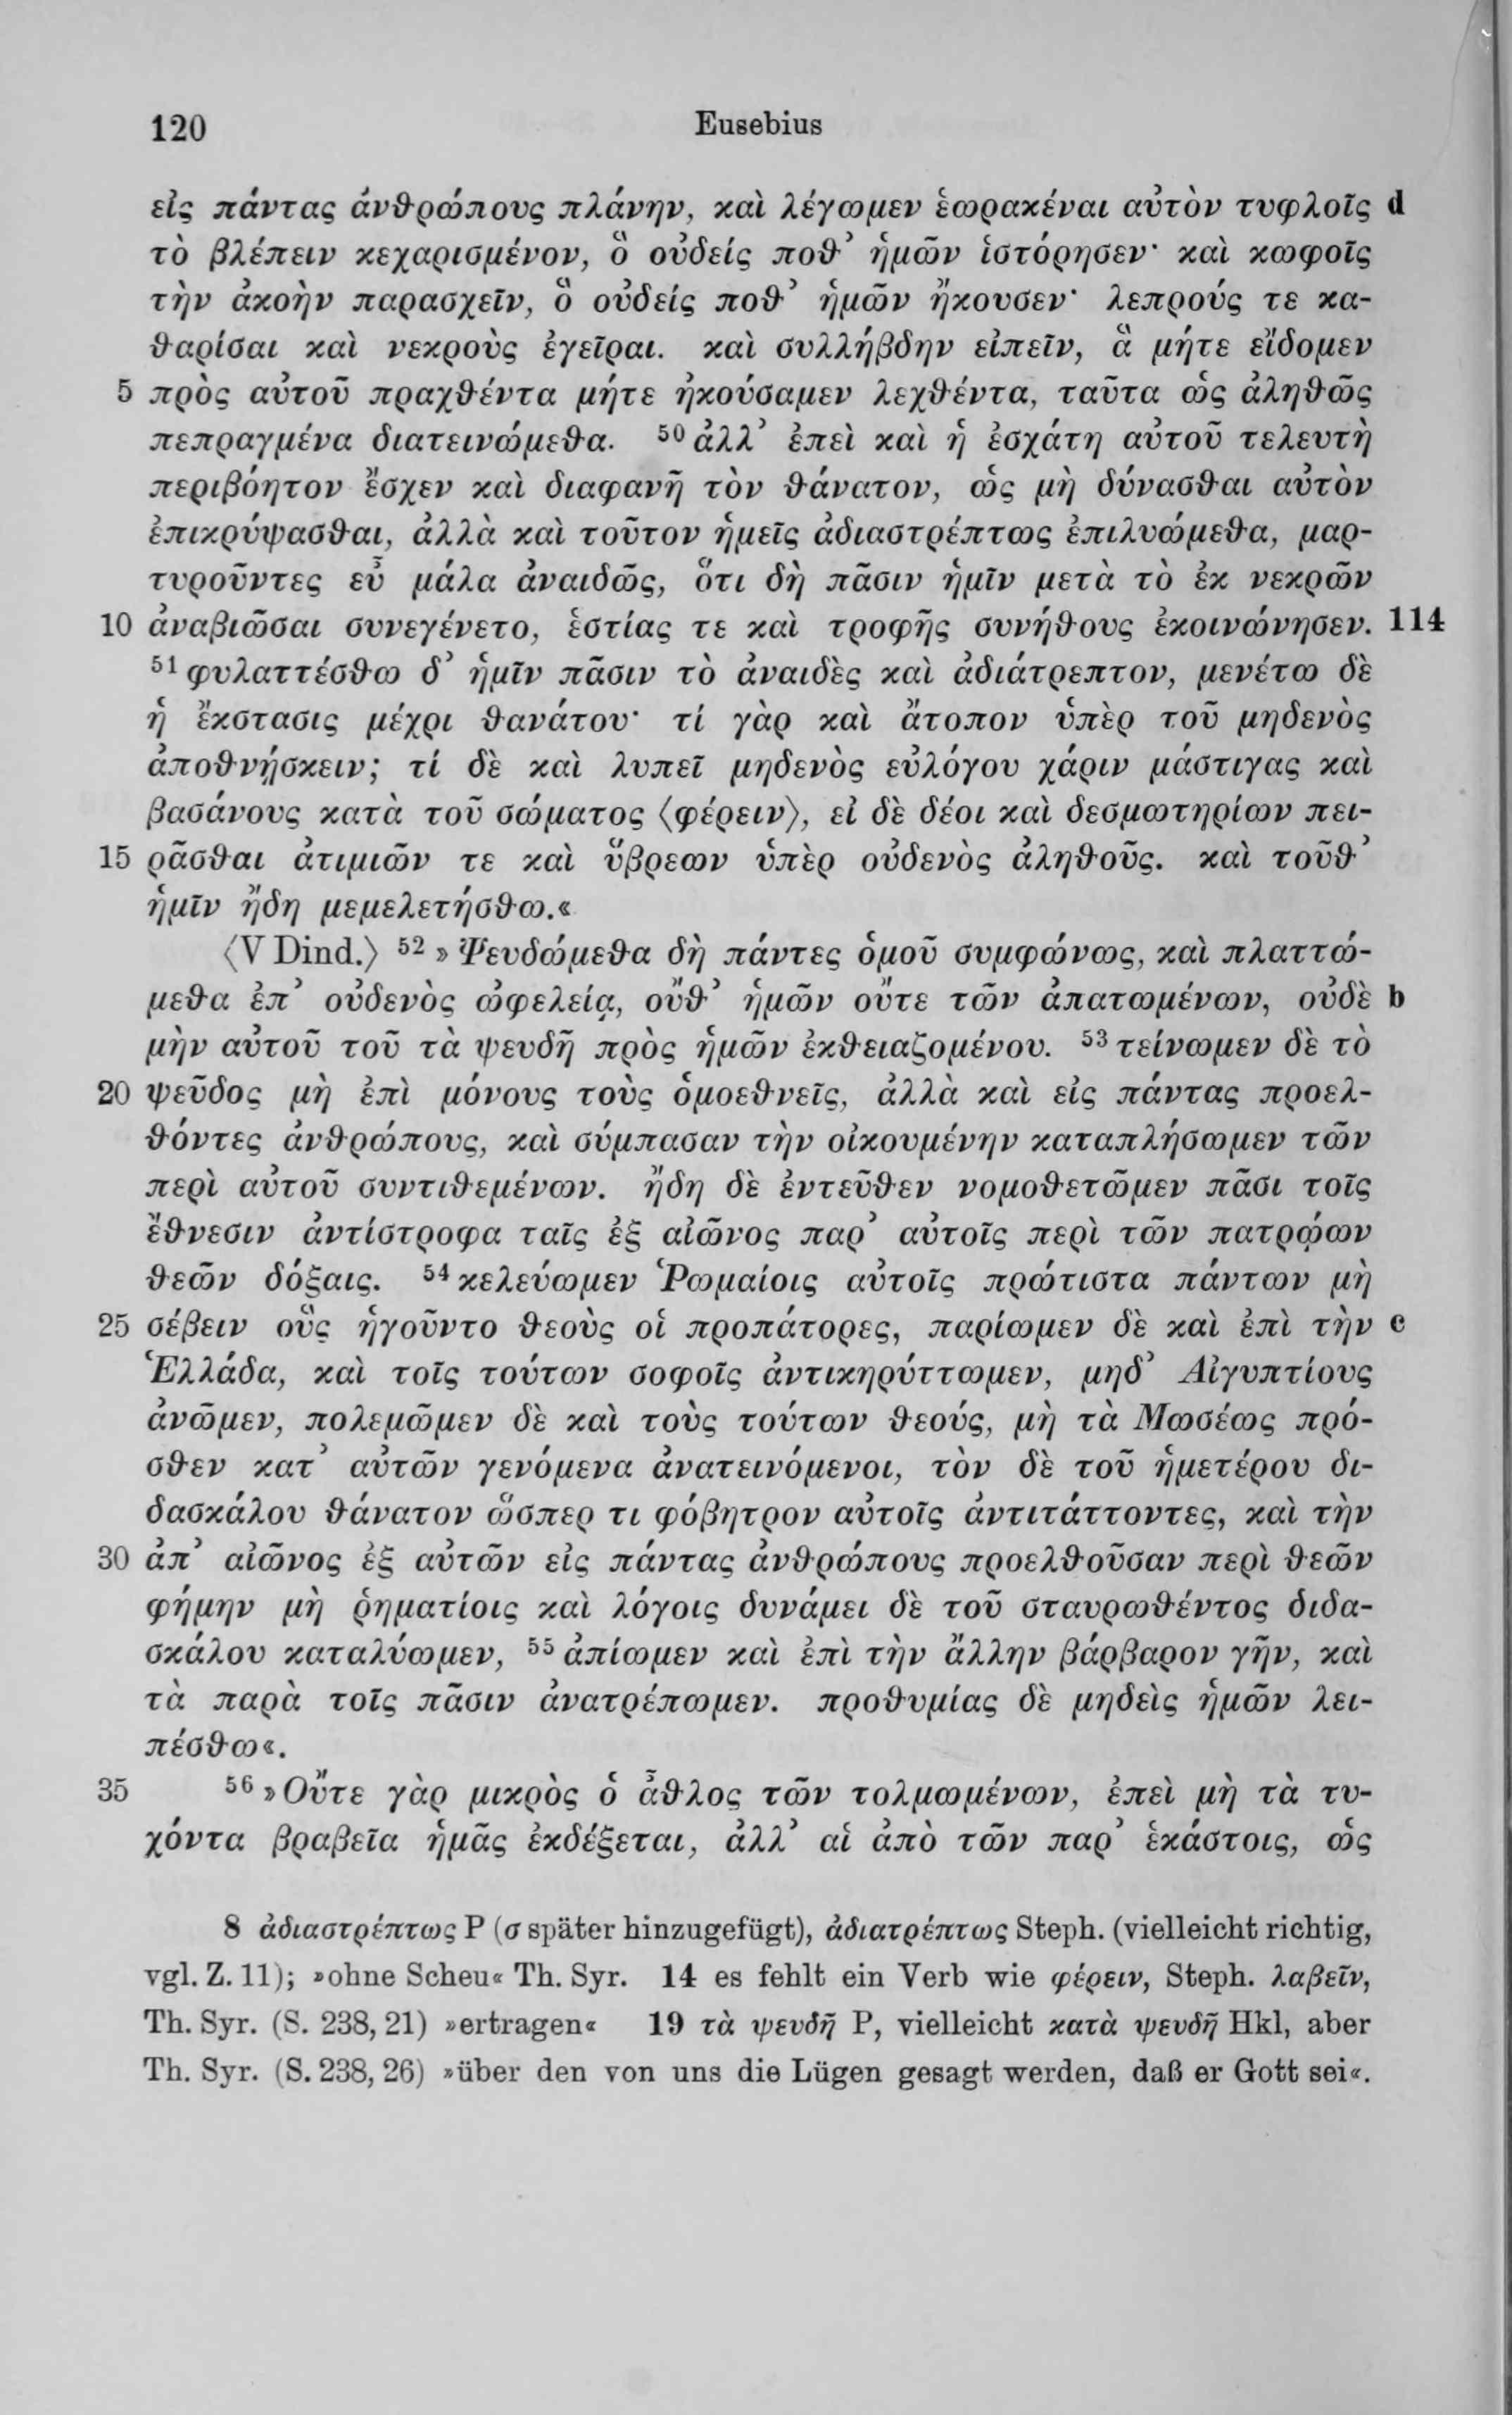 120 Eusebius
εἰς πάντας ἀνθρώπους πλάνην, καὶ λέγωμεν ἑωρακέναι αὐτὸν τυφλοῖς d
τὸ βλέπειν κεχαρισμένον, ὃ οὐδείς ποθ’ ἡμῶν ἱστόρησεν· καὶ κωφοῖς
τὴν ἀκοὴν παρασχεῖν, ὃ οὐδείς ποθ’ ἡμῶν ἤκουσεν· λεπρούς τε κα-
θαρίσαι καὶ νεκροὺς ἐγεῖραι. καὶ συλλήβδην εἰπεῖν, ἃ μήτε εἴδομεν
5 πρὸς αὐτοῦ πραχθέντα μήτε ἠκούσαμεν λεχθέντα, ταῦτα ὡς ἀληθῶς
πεπραγμένα διατεινώμεθα. ⁵⁰ ἀλλ’ ἐπεὶ καὶ ἡ ἐσχάτη αὐτοῦ τελευτὴ
περιβόητον ἔσχεν καὶ διαφανῆ τὸν θάνατον, ὡς μὴ δύνασθαι αὐτὸν
ἐπικρύψασθαι, ἀλλὰ καὶ τοῦτον ἡμεῖς ἀδιαστρέπτως ἐπιλυώμεθα, μαρ-
τυροῦντες εὖ μάλα ἀναιδῶς, ὅτι δὴ πᾶσιν ἡμῖν μετὰ τὸ ἐκ νεκρῶν
10 ἀναβιῶσαι συνεγένετο, ἑστίας τε καὶ τροφῆς συνήθους ἐκοινώνησεν. 114
⁵¹ φυλαττέσθω δ’ ἡμῖν πᾶσιν τὸ ἀναιδὲς καὶ ἀδιάτρεπτον, μενέτω δὲ
ἡ ἔκστασις μέχρι θανάτου· τί γὰρ καὶ ἄτοπον ὑπὲρ τοῦ μηδενὸς
ἀποθνῄσκειν; τί δὲ καὶ λυπεῖ μηδενὸς εὐλόγου χάριν μάστιγας καὶ
βασάνους κατὰ τοῦ σώματος ⟨φέρειν⟩, εἰ δὲ δέοι καὶ δεσμωτηρίων πει-
15 ρᾶσθαι ἀτιμιῶν τε καὶ ὕβρεων ὑπὲρ οὐδενὸς ἀληθοῦς. καὶ τοῦθ’
ἡμῖν ἤδη μεμελετήσθω.«
⟨V Dind.⟩ ⁵² »Ψευδώμεθα δὴ πάντες ὁμοῦ συμφώνως, καὶ πλαττώ-
μεθα ἐπ’ οὐδενὸς ὠφελείᾳ, οὔθ’ ἡμῶν οὔτε τῶν ἀπατωμένων, οὐδὲ b
μὴν αὐτοῦ τοῦ τὰ ψευδῆ πρὸς ἡμῶν ἐκθειαζομένου. ⁵³ τείνωμεν δὲ τὸ
20 ψεῦδος μὴ ἐπὶ μόνους τοὺς ὁμοεθνεῖς, ἀλλὰ καὶ εἰς πάντας προελ-
θόντες ἀνθρώπους, καὶ σύμπασαν τὴν οἰκουμένην καταπλήσωμεν τῶν
περὶ αὐτοῦ συντιθεμένων. ἤδη δὲ ἐντεῦθεν νομοθετῶμεν πᾶσι τοῖς
ἔθνεσιν ἀντίστροφα ταῖς ἐξ αἰῶνος παρ’ αὐτοῖς περὶ τῶν πατρῴων
θεῶν δόξαις. ⁵⁴ κελεύωμεν Ῥωμαίοις αὐτοῖς πρώτιστα πάντων μὴ
25 σέβειν οὓς ἡγοῦντο θεοὺς οἱ προπάτορες, παρίωμεν δὲ καὶ ἐπὶ τὴν c
Ἑλλάδα, καὶ τοῖς τούτων σοφοῖς ἀντικηρύττωμεν, μηδ’ Αἰγυπτίους
ἀνῶμεν, πολεμῶμεν δὲ καὶ τοὺς τούτων θεούς, μὴ τὰ Μωσέως πρό-
σθεν κατ’ αὐτῶν γενόμενα ἀνατεινόμενοι, τὸν δὲ τοῦ ἡμετέρου δι-
δασκάλου θάνατον ὥσπερ τι φόβητρον αὐτοῖς ἀντιτάττοντες, καὶ τὴν
30 ἀπ’ αἰῶνος ἐξ αὐτῶν εἰς πάντας ἀνθρώπους προελθοῦσαν περὶ θεῶν
φήμην μὴ ῥηματίοις καὶ λόγοις δυνάμει δὲ τοῦ σταυρωθέντος διδα-
σκάλου καταλύωμεν, ⁵⁵ ἀπίωμεν καὶ ἐπὶ τὴν ἄλλην βάρβαρον γῆν, καὶ
τὰ παρὰ τοῖς πᾶσιν ἀνατρέπωμεν. προθυμίας δὲ μηδεὶς ἡμῶν λει-
πέσθω«.
35 ⁵⁶ »Οὔτε γὰρ μικρὸς ὁ ἆθλος τῶν τολμωμένων, ἐπεὶ μὴ τὰ τυ-
χόντα βραβεῖα ἡμᾶς ἐκδέξεται, ἀλλ’ αἱ ἀπὸ τῶν παρ’ ἑκάστοις, ὡς
8 ἀδιαστρέπτως P (σ später hinzugefügt), ἀδιατρέπτως Steph. (vielleicht richtig,
vgl. Z. 11); »ohne Scheu« Th. Syr. 14 es fehlt ein Verb wie φέρειν, Steph. λαβεῖν,
Th. Syr. (S. 238, 21) »ertragen« 19 τὰ ψευδῆ P, vielleicht κατὰ ψευδῆ Hkl, aber
Th. Syr. (S. 238, 26) »über den von uns die Lügen gesagt werden, daß er Gott sei«.